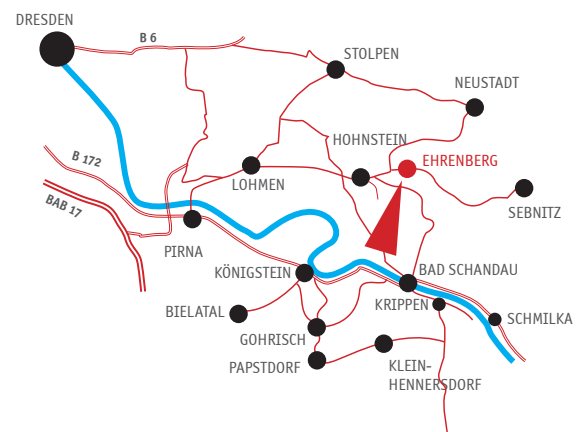 DRESDEN
B 6
STOLPEN
NEUSTADT
HOHNSTEIN
EHRENBERG
B 172
LOHMEN
BAB 17
SEBNITZ
PIRNA
KÖNIGSTEIN
BAD SCHANDAU
BIELATAL
KRIPPEN
SCHMILKA
GOHRISCH
PAPSTDORF
KLEIN-
HENNERSDORF